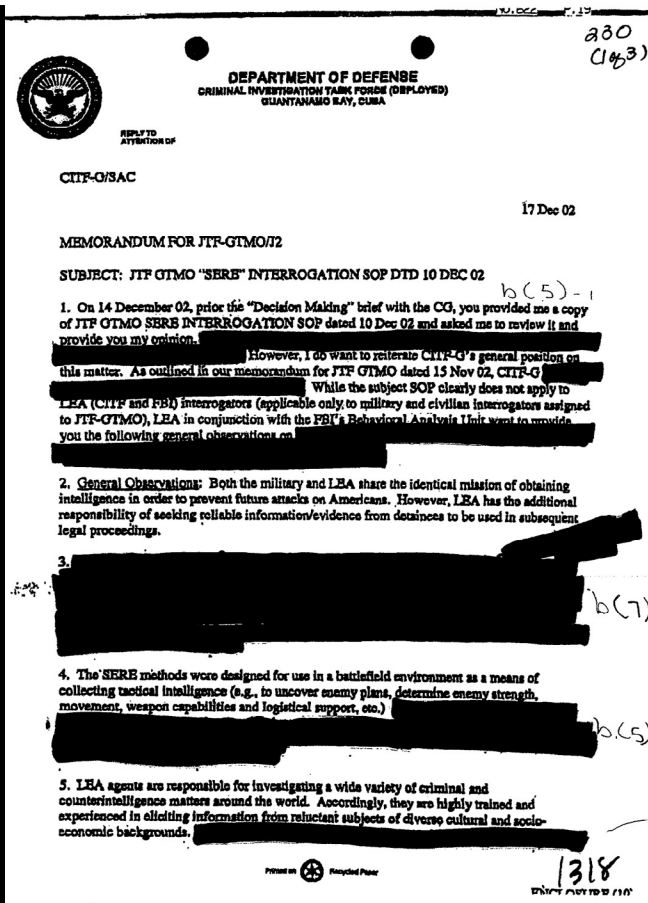 230
(1 of 3)
DEPARTMENT OF DEFENSE
CRIMINAL INVESTIGATION TASK FORCE (DEPLOYED)
GUANTANAMO BAY, CUBA
REPLY TO
ATTENTION OF
CITF-G/SAC
17 Dec 02
MEMORANDUM FOR JTF-GTMO/J2
SUBJECT: JTF GTMO "SERE" INTERROGATION SOP DTD 10 DEC 02
b(5)-1
1. On 14 December 02, prior the "Decision Making" brief with the CG, you provided me a copy
of JTF GTMO SERE INTERROGATION SOP dated 10 Dec 02 and asked me to review it and
provide you my opinion.
However, I do want to reiterate CITF-G's general position on
this matter. As outlined in our memorandum for JTF GTMO dated 15 Nov 02, CITF-G
While the subject SOP clearly does not apply to
LEA (CITF and FBI) interrogators (applicable only to military and civilian interrogators assigned
to JTF-GTMO), LEA in conjunction with the FBI's Behavioral Analysis Unit want to provide
you the following general observations on
2. General Observations: Both the military and LEA share the identical mission of obtaining
intelligence in order to prevent future attacks on Americans. However, LEA has the additional
responsibility of seeking reliable information/evidence from detainees to be used in subsequent
legal proceedings.
3.
b(7)
4. The SERE methods were designed for use in a battlefield environment as a means of
collecting tactical intelligence (e.g., to uncover enemy plans, determine enemy strength,
movement, weapon capabilities and logistical support, etc.)
b(5)
5. LEA agents are responsible for investigating a wide variety of criminal and
counterintelligence matters around the world. Accordingly, they are highly trained and
experienced in eliciting information from reluctant subjects of diverse cultural and socio-
economic backgrounds.
Printed on Recycled Paper
1318